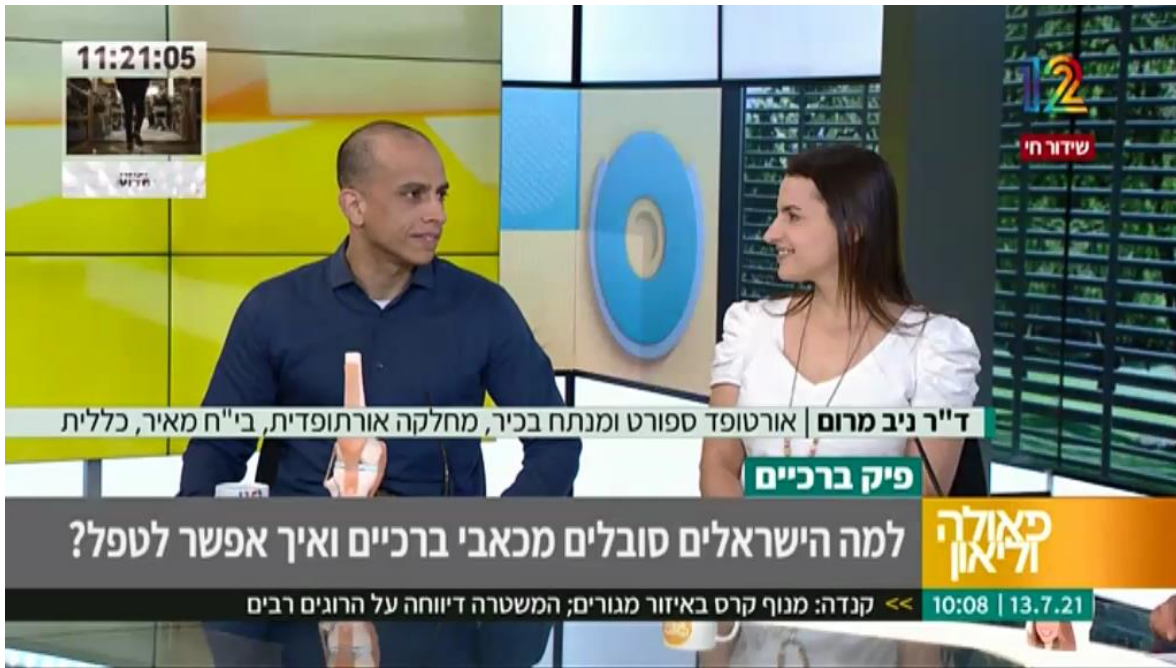 11:21:05
12
שידור חי
ד"ר ניב מרום | אורטופד ספורט ומנתח בכיר, מחלקה אורתופדית, בי"ח מאיר, כללית
פיק ברכיים
פאולה
וליאון
למה הישראלים סובלים מכאבי ברכיים ואיך אפשר לטפל?
10:08 | 13.7.21
>> קנדה: מנוף קרס באיזור מגורים; המשטרה דיווחה על הרוגים רבים